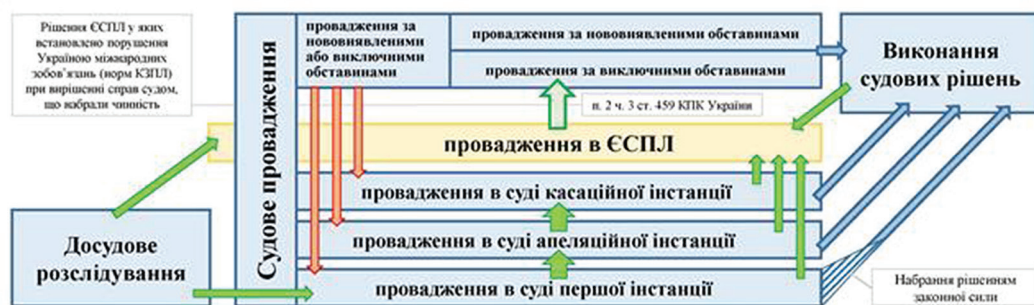 Рішення ЄСПЛ у яких
встановлено порушення
Україною міжнародних
зобов'язань (норм КЗПЛ)
при вирішенні справ судом,
що набрали чинність
Судове провадження
провадження за
нововиявленими
або виключними
обставинами
провадження за нововиявленими обставинами
провадження за виключними обставинами
Виконання
судових рішень
п. 2 ч. 3 ст. 459 КПК України
провадження в ЄСПЛ
провадження в суді касаційної інстанції
Досудове
розслідування
провадження в суді апеляційної інстанції
провадження в суді першої інстанції
Набрання рішенням
законної сили